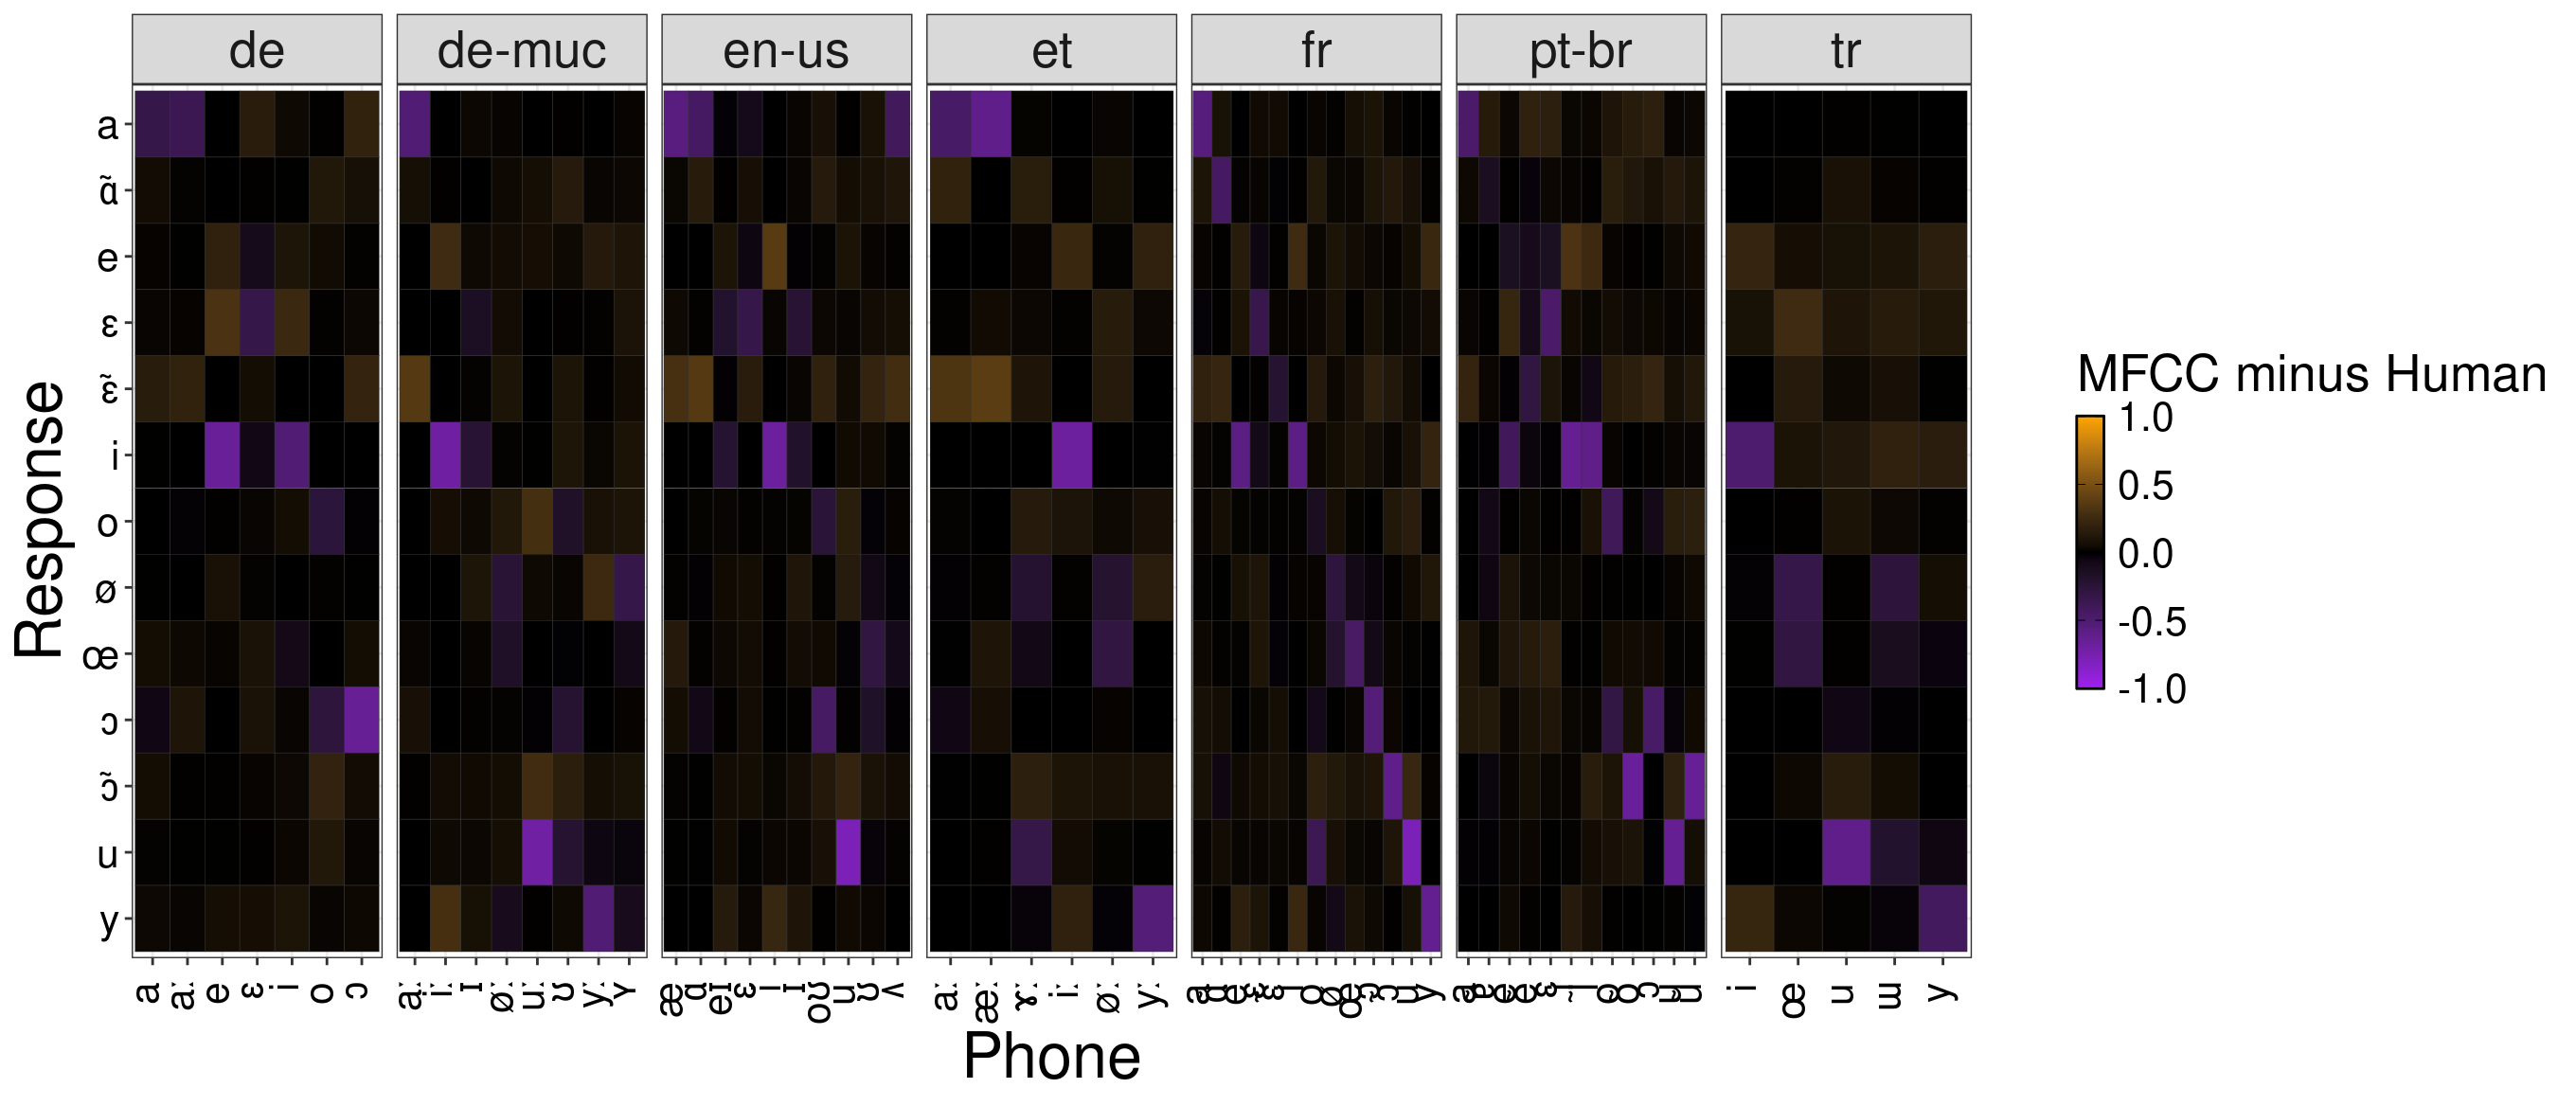 de de-muc en-us et fr pt-br tr
Response
a
ɑ̃
e
ɛ
ɛ̃
i
o
ø
œ
ɔ
ɔ̃
u
y
a aː e ɛ i o ɔ
aː iː ɪ øː uː ʊ yː ʏ
æ ɑ eɪ ɛ i ɪ oʊ u ʊ ʌ
aː æː ɤː iː øː yː
i œ u ɯ y
Phone
MFCC minus Human
1.0
0.5
0.0
-0.5
-1.0